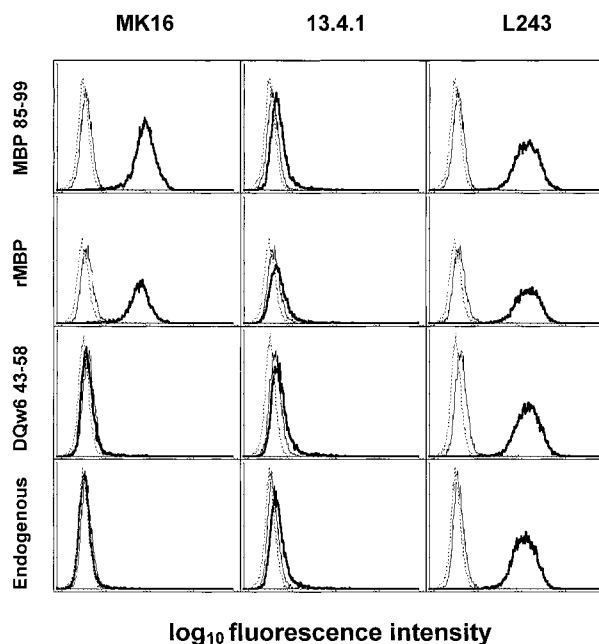 MK16 13.4.1 L243
MBP 85-99
rMBP
DQw6 43-58
Endogenous
log₁₀ fluorescence intensity